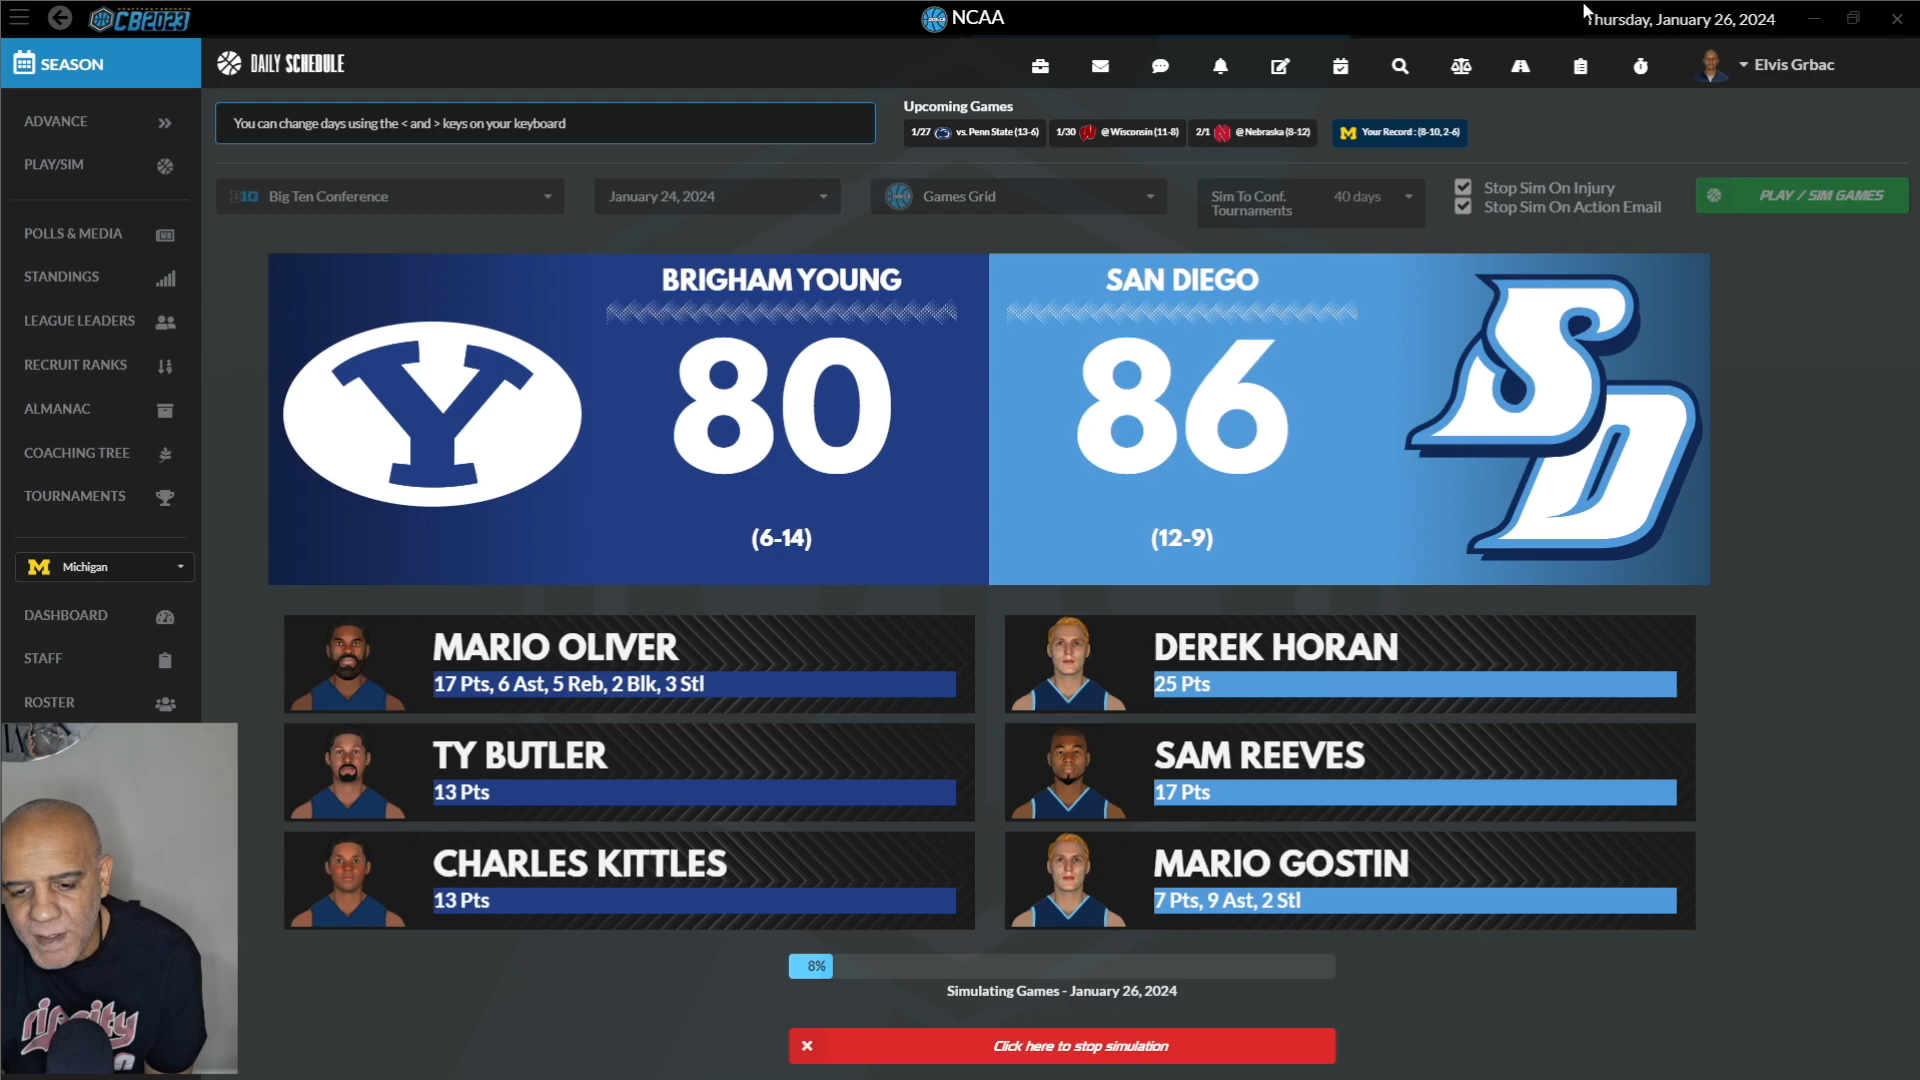 CB2023
NCAA
Thursday, January 26, 2024
SEASON
DAILY SCHEDULE
Elvis Grbac
You can change days using the < and > keys on your keyboard
Upcoming Games
1/27 vs. Penn State (13-6)
1/30 @Wisconsin (11-8)
2/1 @Nebraska (8-12)
M Your Record : (8-10, 2-6)
ADVANCE
PLAY/SIM
B1G Big Ten Conference
January 24, 2024
Games Grid
Sim To Conf. Tournaments
40 days
Stop Sim On Injury
Stop Sim On Action Email
PLAY / SIM GAMES
POLLS & MEDIA
STANDINGS
LEAGUE LEADERS
RECRUIT RANKS
ALMANAC
COACHING TREE
TOURNAMENTS
M Michigan
DASHBOARD
STAFF
ROSTER
BRIGHAM YOUNG
Y
80
(6-14)
SAN DIEGO
86
SD
(12-9)
MARIO OLIVER
17 Pts, 6 Ast, 5 Reb, 2 Blk, 3 Stl
TY BUTLER
13 Pts
CHARLES KITTLES
13 Pts
DEREK HORAN
25 Pts
SAM REEVES
17 Pts
MARIO GOSTIN
7 Pts, 9 Ast, 2 Stl
8%
Simulating Games - January 26, 2024
Click here to stop simulation
rip city